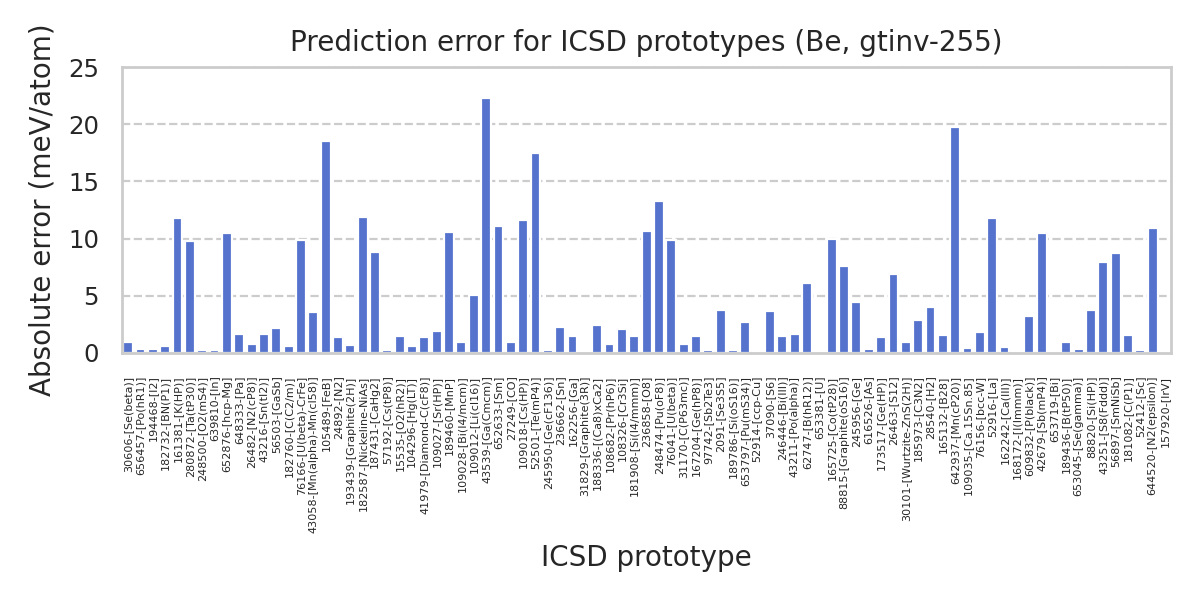 Prediction error for ICSD prototypes (Be, gtinv-255)
Absolute error (meV/atom)
25
20
15
10
5
0
30606-[Se(beta)]
656457-[Po(hR1)]
194468-[I2]
182732-[BN(P1)]
161381-[K(HP)]
280872-[Ta(tP30)]
248500-[O2(mS4)]
639810-[In]
652876-[hcp-Mg]
648333-[Pa]
26482-[N2(cP8)]
43216-[Sn(tI2)]
56503-[GaSb]
182760-[C(C2/m)]
76166-[U(beta)-CrFe]
43058-[Mn(alpha)-Mn(cI58)]
105489-[FeB]
24892-[N2]
193439-[Graphite(2H)]
182587-[Nickeline-NiAs]
187431-[CaHg2]
57192-[Cs(tP8)]
15535-[O2(hR2)]
104296-[Hg(LT)]
41979-[Diamond-C(cF8)]
109027-[Sr(HP)]
189460-[MnP]
109028-[Bi(I4/mcm)]
109012-[Li(cI16)]
43539-[Ga(Cmcm)]
652633-[Sm]
27249-[CO]
109018-[Cs(HP)]
52501-[Te(mP4)]
245950-[Ge(cF136)]
236662-[Sn]
162256-[Ga]
31829-[Graphite(3R)]
188336-[(Ca8)xCa2]
108682-[Pr(hP6)]
108326-[Cr3Si]
181908-[Si(I4/mmm)]
236858-[O8]
248474-[Pu(oF8)]
76041-[U(beta)]
31170-[C(P63mc)]
167204-[Ge(hP8)]
97742-[Sb2Te3]
2091-[Se3S5]
189786-[Si(oS16)]
653797-[Pu(mS34)]
52914-[ccp-Cu]
37090-[S6]
246446-[Bi(III)]
43211-[Po(alpha)]
62747-[B(hR12)]
653381-[U]
165725-[Co(tP28)]
88815-[Graphite(oS16)]
245956-[Ge]
616526-[As]
173517-[Ge(HP)]
26463-[S12]
30101-[Wurtzite-ZnS(2H)]
185973-[C3N2]
28540-[H2]
165132-[B28]
642937-[Mn(cP20)]
109035-[Ca.15Sn.85]
76156-[bcc-W]
52916-[La]
162242-[Ca(III)]
168172-[I(Immm)]
609832-[P(black)]
42679-[Sb(mP4)]
653719-[Bi]
189436-[B(tP50)]
653045-[Se(gamma)]
88820-[Si(HP)]
43251-[S8(Fddd)]
56897-[SmNiSb]
181082-[C(P1)]
52412-[Sc]
644520-[N2(epsilon)]
157920-[IrV]
ICSD prototype